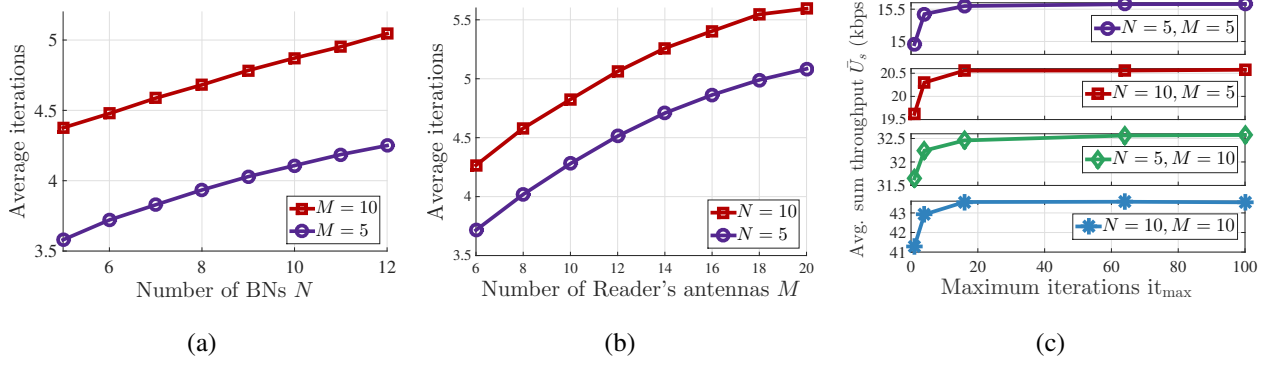 Average iterations
5
4.5
4
3.5
6
8
10
12
Number of BNs N
M = 10
M = 5
(a)
Average iterations
5.5
5
4.5
4
3.5
6
8
10
12
14
16
18
20
Number of Reader's antennas M
N = 10
N = 5
(b)
Avg. sum throughput Ūₛ (kbps
15.5
15
N = 5, M = 5
20.5
20
19.5
N = 10, M = 5
32.5
32
31.5
N = 5, M = 10
43
42
41
N = 10, M = 10
0
20
40
60
80
100
Maximum iterations itₘₐₓ
(c)